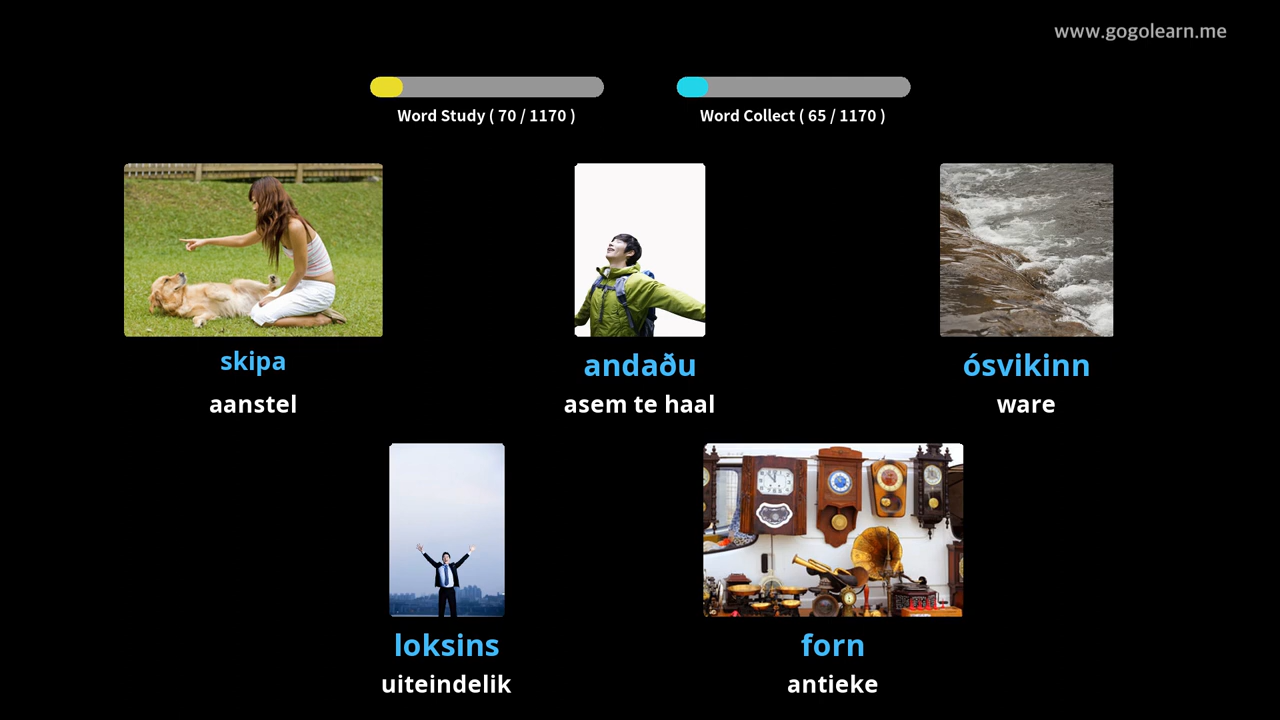 www.gogolearn.me
Word Study ( 70 / 1170 )
Word Collect ( 65 / 1170 )
skipa
aanstel
andaðu
asem te haal
ósvikinn
ware
loksins
uiteindelik
forn
antieke